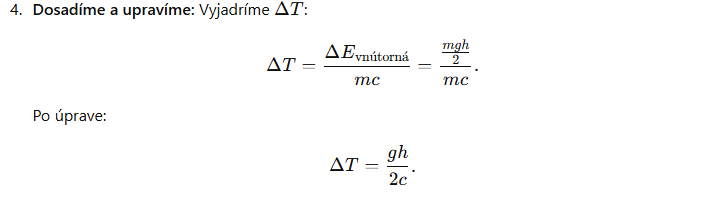 4. Dosadíme a upravíme: Vyjadríme ΔT:
ΔT = ΔE_vnútorná / mc = (mgh / 2) / mc.
Po úprave:
ΔT = gh / 2c.